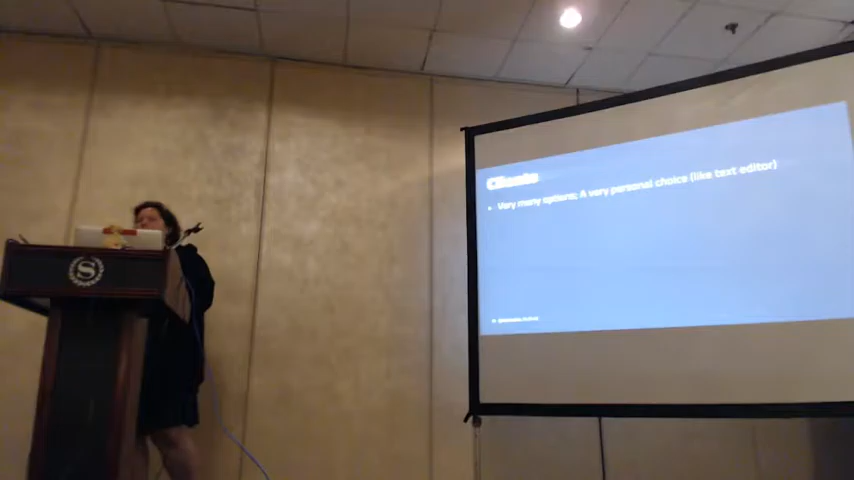 Clients
Very many options; A very personal choice (like text editor)
S